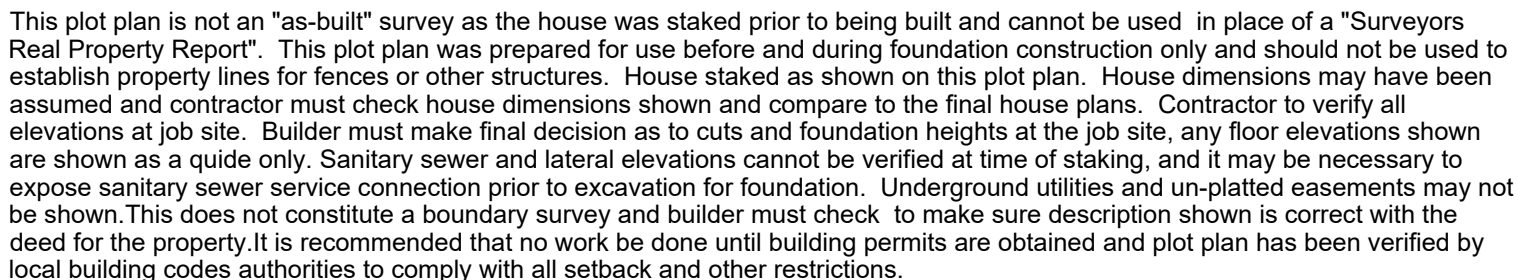 This plot plan is not an "as-built" survey as the house was staked prior to being built and cannot be used  in place of a "Surveyors
Real Property Report".  This plot plan was prepared for use before and during foundation construction only and should not be used to
establish property lines for fences or other structures.  House staked as shown on this plot plan.  House dimensions may have been
assumed and contractor must check house dimensions shown and compare to the final house plans.  Contractor to verify all
elevations at job site.  Builder must make final decision as to cuts and foundation heights at the job site, any floor elevations shown
are shown as a quide only. Sanitary sewer and lateral elevations cannot be verified at time of staking, and it may be necessary to
expose sanitary sewer service connection prior to excavation for foundation.  Underground utilities and un-platted easements may not
be shown.This does not constitute a boundary survey and builder must check  to make sure description shown is correct with the
deed for the property.It is recommended that no work be done until building permits are obtained and plot plan has been verified by
local building codes authorities to comply with all setback and other restrictions.